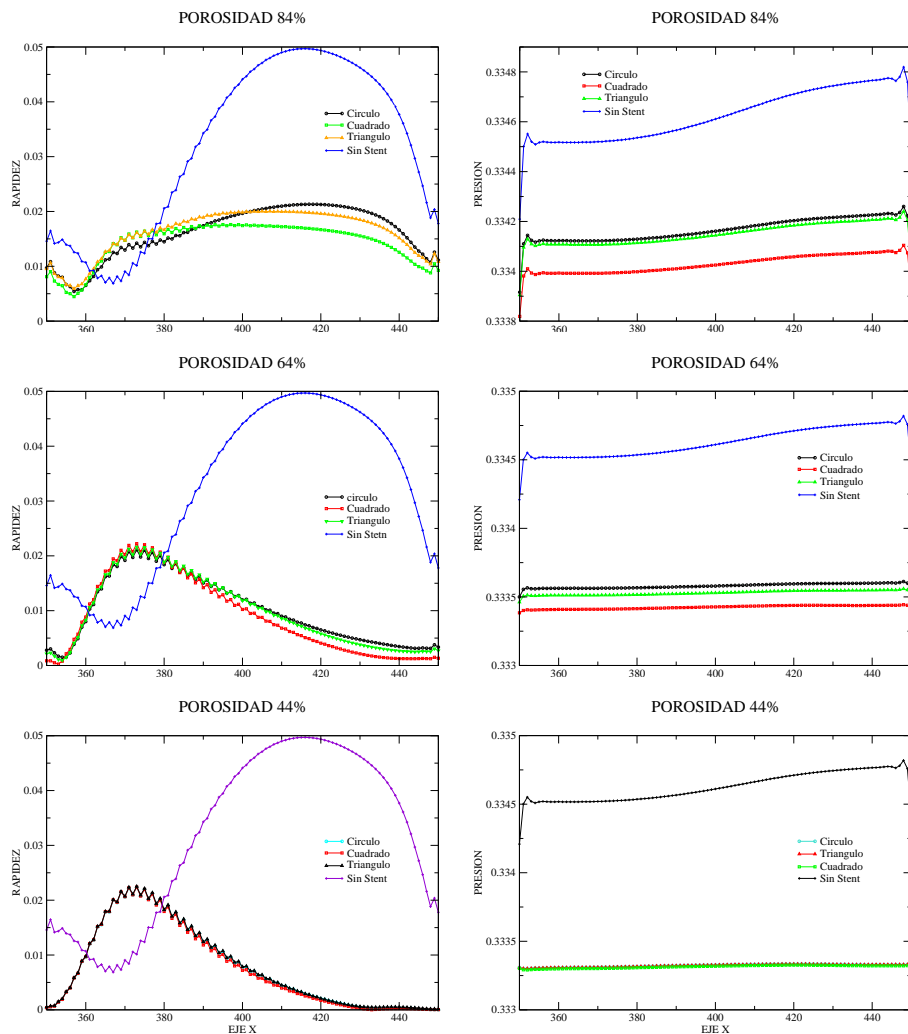 POROSIDAD 84%
0.05
0.04
0.03
0.02
0.01
0
RAPIDEZ
Circulo
Cuadrado
Triangulo
Sin Stent
360
380
400
420
440
POROSIDAD 84%
0.3348
0.3346
0.3344
0.3342
0.334
0.3338
PRESION
Circulo
Cuadrado
Triangulo
Sin Stent
360
380
400
420
440
POROSIDAD 64%
0.05
0.04
0.03
0.02
0.01
0
RAPIDEZ
circulo
Cuadrado
Triangulo
Sin Stetn
360
380
400
420
440
POROSIDAD 64%
0.335
0.3345
0.334
0.3335
0.333
PRESION
Circulo
Cuadrado
Triangulo
Sin Stent
360
380
400
420
440
POROSIDAD 44%
0.05
0.04
0.03
0.02
0.01
0
RAPIDEZ
Circulo
Cuadrado
Triangulo
Sin Stent
360
380
400
420
440
EJE X
POROSIDAD 44%
0.335
0.3345
0.334
0.3335
0.333
PRESION
Circulo
Triangulo
Cuadrado
Sin Stent
360
380
400
420
440
EJE X